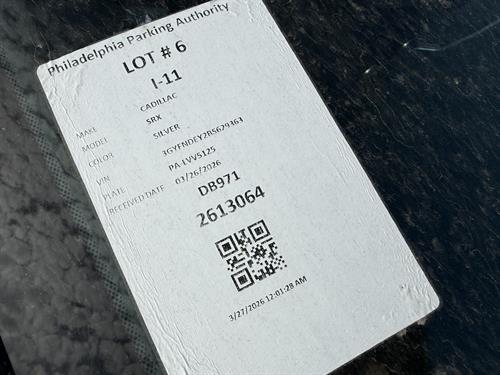 Philadelphia Parking Authority
LOT # 6
I-11
MAKE CADILLAC
MODEL SRX
COLOR SILVER
VIN 3GYFNDEY2BS629363
PLATE PA-LVV5125
RECEIVED DATE 03/26/2026
DB971
2613064
3/27/2026 12:01:28 AM